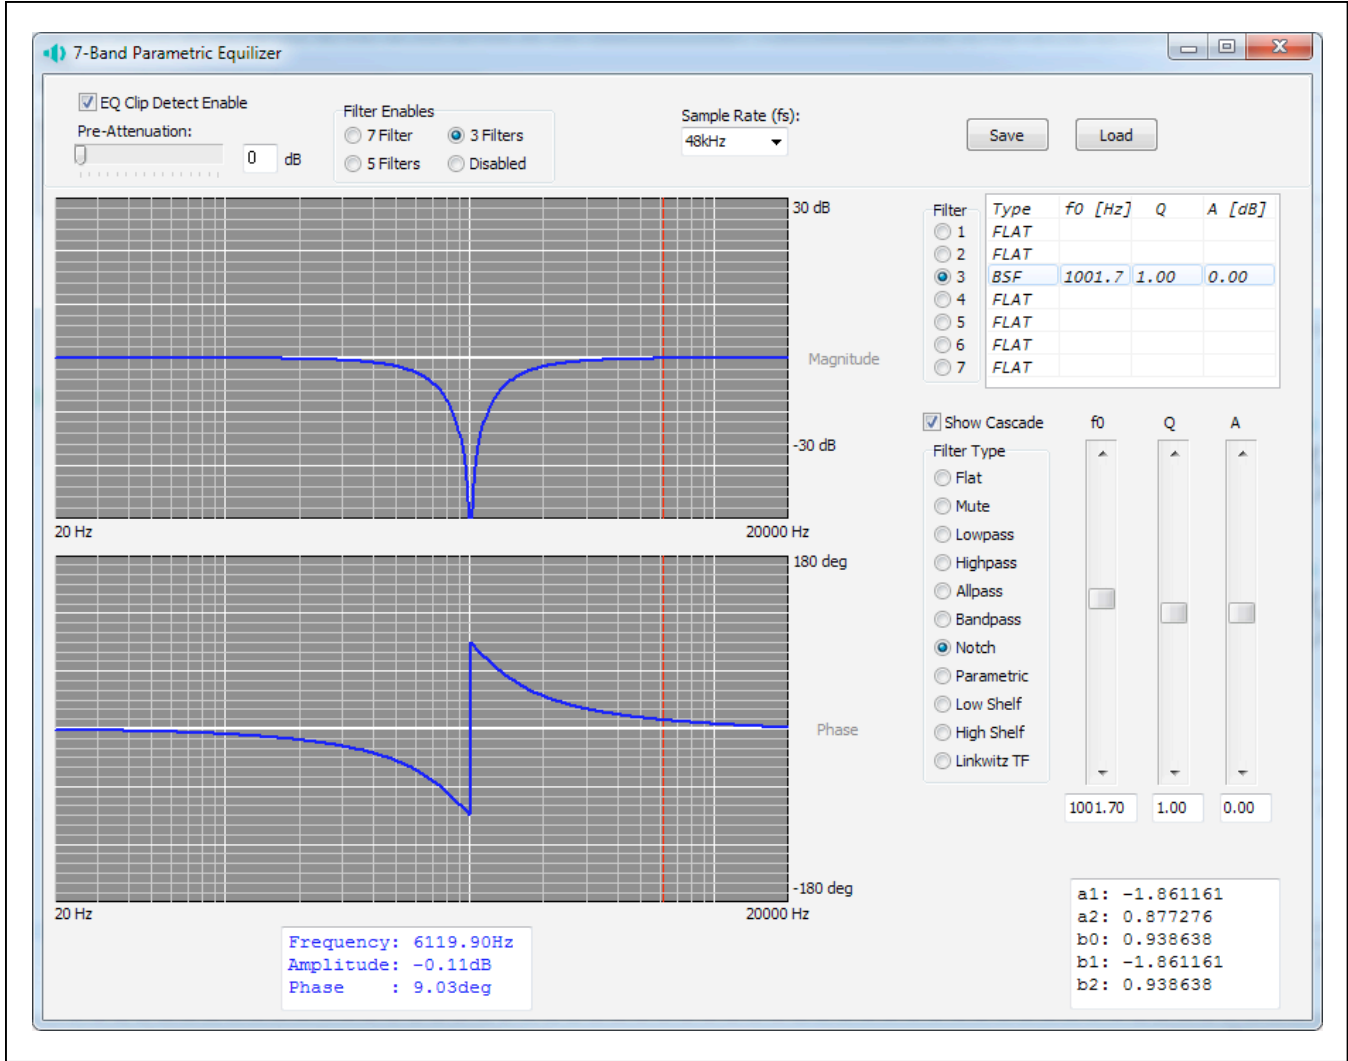 7-Band Parametric Equilizer
EQ Clip Detect Enable
Pre-Attenuation:
0 dB
Filter Enables
7 Filter 3 Filters
5 Filters Disabled
Sample Rate (fs):
48kHz
Save Load
30 dB
Magnitude
-30 dB
20 Hz 20000 Hz
180 deg
Phase
-180 deg
20 Hz 20000 Hz
Frequency: 6119.90Hz
Amplitude: -0.11dB
Phase : 9.03deg
Filter Type f0 [Hz] Q A [dB]
1 FLAT
2 FLAT
3 BSF 1001.7 1.00 0.00
4 FLAT
5 FLAT
6 FLAT
7 FLAT
Show Cascade f0 Q A
Filter Type
Flat
Mute
Lowpass
Highpass
Allpass
Bandpass
Notch
Parametric
Low Shelf
High Shelf
Linkwitz TF
1001.70 1.00 0.00
a1: -1.861161
a2: 0.877276
b0: 0.938638
b1: -1.861161
b2: 0.938638